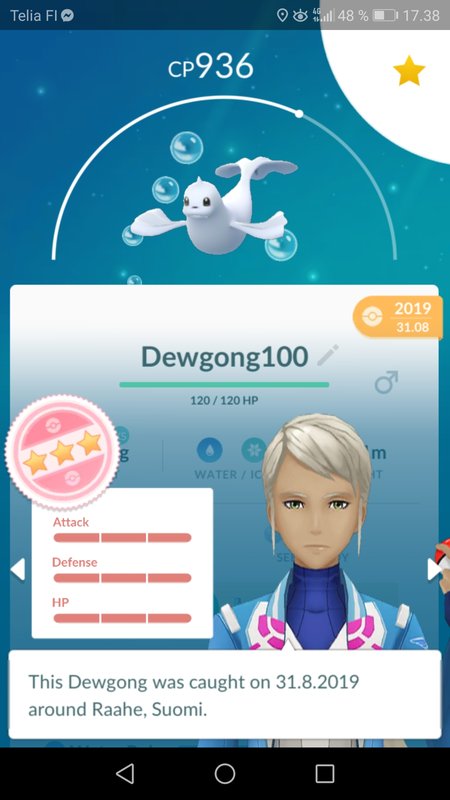 Telia FI 4G 48 % 17.38
CP936
2019
31.08
Dewgong100
120 / 120 HP
WATER / IC
Attack
Defense
HP
This Dewgong was caught on 31.8.2019
around Raahe, Suomi.